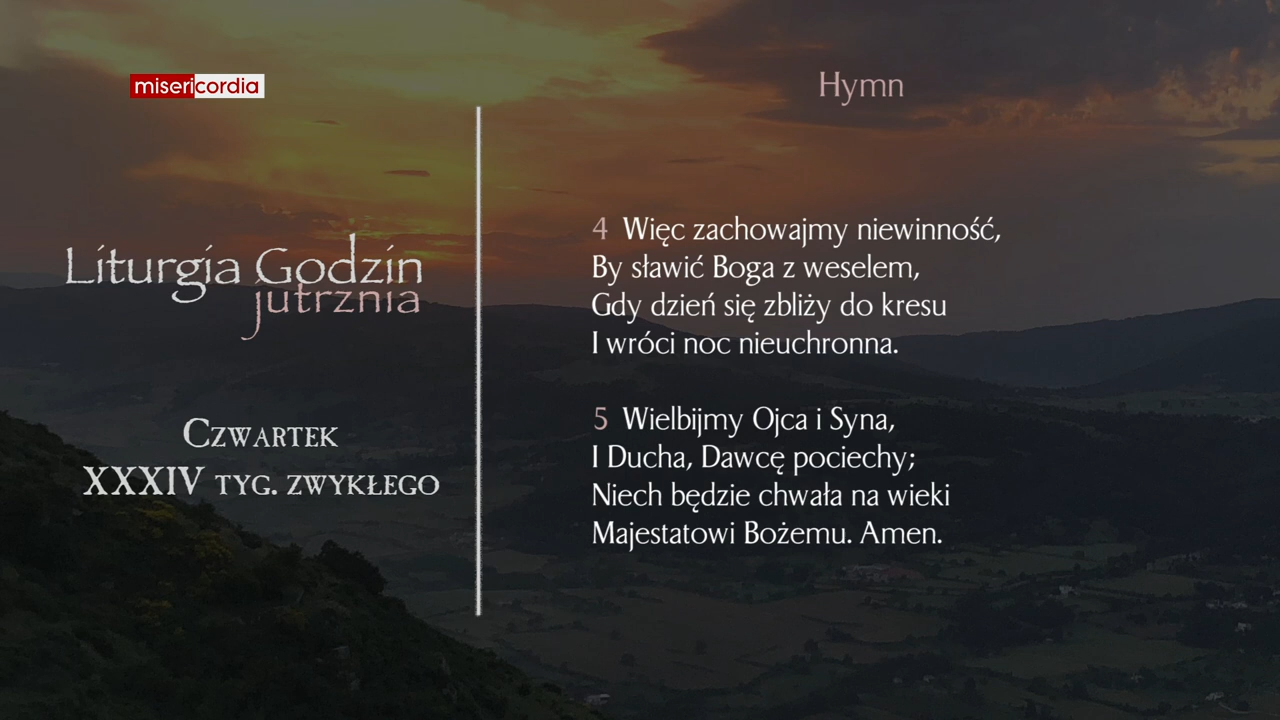 misericordia
Liturgia Godzin
jutrznia
Czwartek
XXXIV tyg. zwykłego
Hymn
4 Więc zachowajmy niewinność,
By sławić Boga z weselem,
Gdy dzień się zbliży do kresu
I wróci noc nieuchronna.
5 Wielbijmy Ojca i Syna,
I Ducha, Dawcę pociechy;
Niech będzie chwała na wieki
Majestatowi Bożemu. Amen.